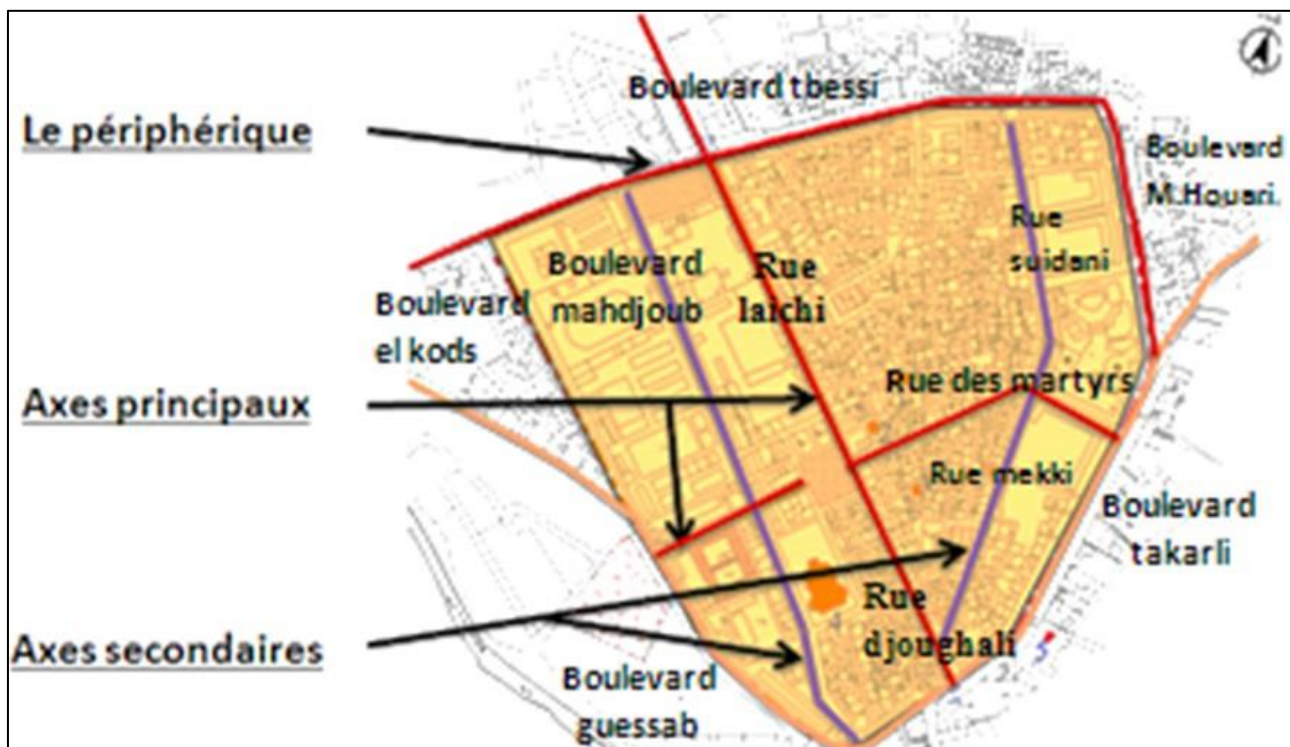 Boulevard tbessi
Le périphérique
Boulevard
M.Houari.
Rue
suidani
Boulevard
mahdjoub
Rue
laichi
Boulevard
el kods
Rue des martyrs
Axes principaux
Rue mekki
Boulevard
takarli
Rue
djoughali
4
Axes secondaires
Boulevard
guessab